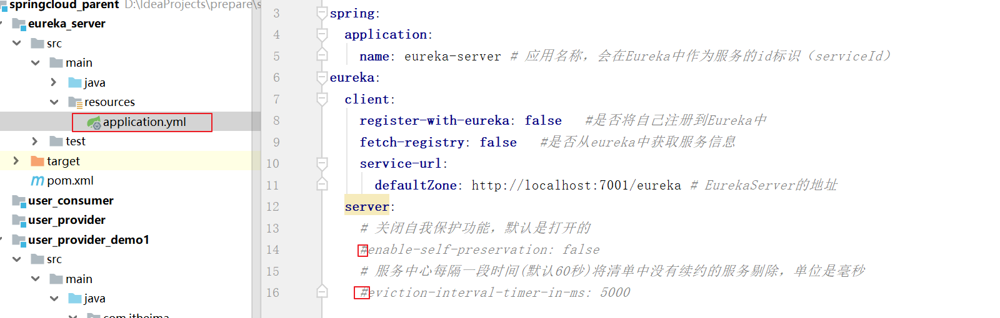 springcloud_parent D:\IdeaProjects\prepare\s
eureka_server
src
main
java
resources
application.yml
test
target
pom.xml
user_consumer
user_provider
user_provider_demo1
src
main
java
com.itheima
3 spring:
4 application:
5 name: eureka-server # 应用名称，会在Eureka中作为服务的id标识（serviceId）
6 eureka:
7 client:
8 register-with-eureka: false #是否将自己注册到Eureka中
9 fetch-registry: false #是否从eureka中获取服务信息
10 service-url:
11 defaultZone: http://localhost:7001/eureka # EurekaServer的地址
12 server:
13 # 关闭自我保护功能，默认是打开的
14 #enable-self-preservation: false
15 # 服务中心每隔一段时间(默认60秒)将清单中没有续约的服务剔除，单位是毫秒
16 #eviction-interval-timer-in-ms: 5000